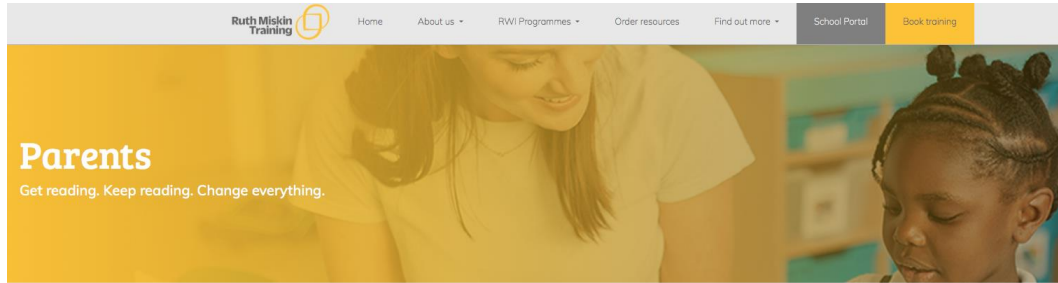 Ruth Miskin
Training
Home
About us
RWI Programmes
Order resources
Find out more
School Portal
Book training
Parents
Get reading. Keep reading. Change everything.